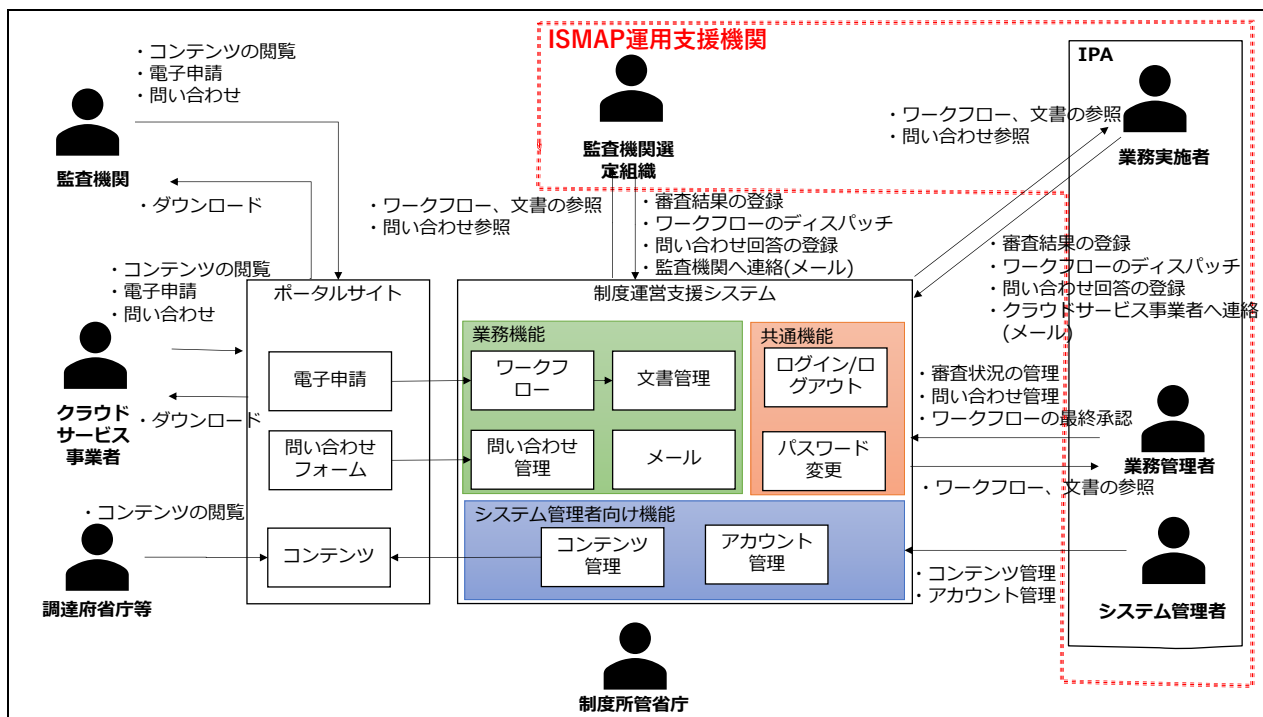 ISMAP運用支援機関
IPA
・コンテンツの閲覧
・電子申請
・問い合わせ
監査機関
・ダウンロード
監査機関選
定組織
・ワークフロー、文書の参照
・問い合わせ参照
業務実施者
・ワークフロー、文書の参照
・問い合わせ参照
・審査結果の登録
・ワークフローのディスパッチ
・問い合わせ回答の登録
・監査機関へ連絡(メール)
・審査結果の登録
・ワークフローのディスパッチ
・問い合わせ回答の登録
・クラウドサービス事業者へ連絡
(メール)
・コンテンツの閲覧
・電子申請
・問い合わせ
クラウド
サービス
事業者
・ダウンロード
ポータルサイト
電子申請
問い合わせ
フォーム
コンテンツ
制度運営支援システム
業務機能
ワークフ
ロー
文書管理
問い合わせ
管理
メール
共通機能
ログイン/ロ
グアウト
パスワード
変更
システム管理者向け機能
コンテンツ
管理
アカウント
管理
・審査状況の管理
・問い合わせ管理
・ワークフローの最終承認
業務管理者
・ワークフロー、文書の参照
・コンテンツの閲覧
調達府省庁等
・コンテンツ管理
・アカウント管理
システム管理者
制度所管省庁